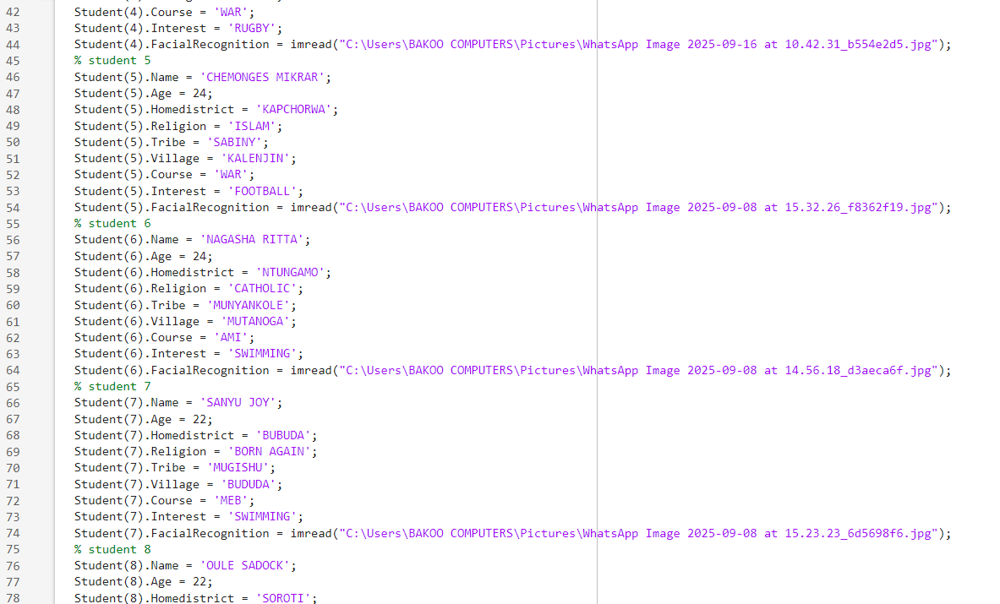 42 Student(4).Course = 'WAR';
43 Student(4).Interest = 'RUGBY';
44 Student(4).FacialRecognition = imread("C:\Users\BAKOO COMPUTERS\Pictures\WhatsApp Image 2025-09-16 at 10.42.31_b554e2d5.jpg");
45 % student 5
46 Student(5).Name = 'CHEMONGES MIKRAR';
47 Student(5).Age = 24;
48 Student(5).Homedistrict = 'KAPCHORWA';
49 Student(5).Religion = 'ISLAM';
50 Student(5).Tribe = 'SABINY';
51 Student(5).Village = 'KALENJIN';
52 Student(5).Course = 'WAR';
53 Student(5).Interest = 'FOOTBALL';
54 Student(5).FacialRecognition = imread("C:\Users\BAKOO COMPUTERS\Pictures\WhatsApp Image 2025-09-08 at 15.32.26_f8362f19.jpg");
55 % student 6
56 Student(6).Name = 'NAGASHA RITTA';
57 Student(6).Age = 24;
58 Student(6).Homedistrict = 'NTUNGAMO';
59 Student(6).Religion = 'CATHOLIC';
60 Student(6).Tribe = 'MUNYANKOLE';
61 Student(6).Village = 'MUTANOGA';
62 Student(6).Course = 'AMI';
63 Student(6).Interest = 'SWIMMING';
64 Student(6).FacialRecognition = imread("C:\Users\BAKOO COMPUTERS\Pictures\WhatsApp Image 2025-09-08 at 14.56.18_d3aeca6f.jpg");
65 % student 7
66 Student(7).Name = 'SANYU JOY';
67 Student(7).Age = 22;
68 Student(7).Homedistrict = 'BUBUDA';
69 Student(7).Religion = 'BORN AGAIN';
70 Student(7).Tribe = 'MUGISHU';
71 Student(7).Village = 'BUDUDA';
72 Student(7).Course = 'MEB';
73 Student(7).Interest = 'SWIMMING';
74 Student(7).FacialRecognition = imread("C:\Users\BAKOO COMPUTERS\Pictures\WhatsApp Image 2025-09-08 at 15.23.23_6d5698f6.jpg");
75 % student 8
76 Student(8).Name = 'OULE SADOCK';
77 Student(8).Age = 22;
78 Student(8).Homedistrict = 'SOROTI';